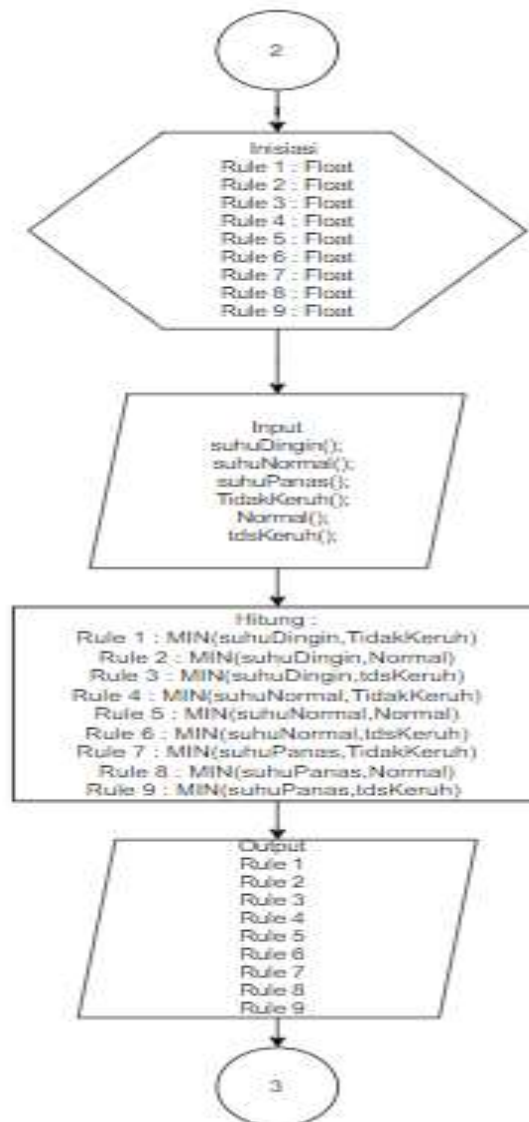 2
Inisiasi
Rule 1 : Float
Rule 2 : Float
Rule 3 : Float
Rule 4 : Float
Rule 5 : Float
Rule 6 : Float
Rule 7 : Float
Rule 8 : Float
Rule 9 : Float
Input
suhuDingin();
suhuNormal();
suhuPanas();
TidakKeruh();
Normal();
tdsKeruh();
Hitung :
Rule 1 : MIN(suhuDingin,TidakKeruh)
Rule 2 : MIN(suhuDingin,Normal)
Rule 3 : MIN(suhuDingin,tdsKeruh)
Rule 4 : MIN(suhuNormal,TidakKeruh)
Rule 5 : MIN(suhuNormal,Normal)
Rule 6 : MIN(suhuNormal,tdsKeruh)
Rule 7 : MIN(suhuPanas,TidakKeruh)
Rule 8 : MIN(suhuPanas,Normal)
Rule 9 : MIN(suhuPanas,tdsKeruh)
Output
Rule 1
Rule 2
Rule 3
Rule 4
Rule 5
Rule 6
Rule 7
Rule 8
Rule 9
3